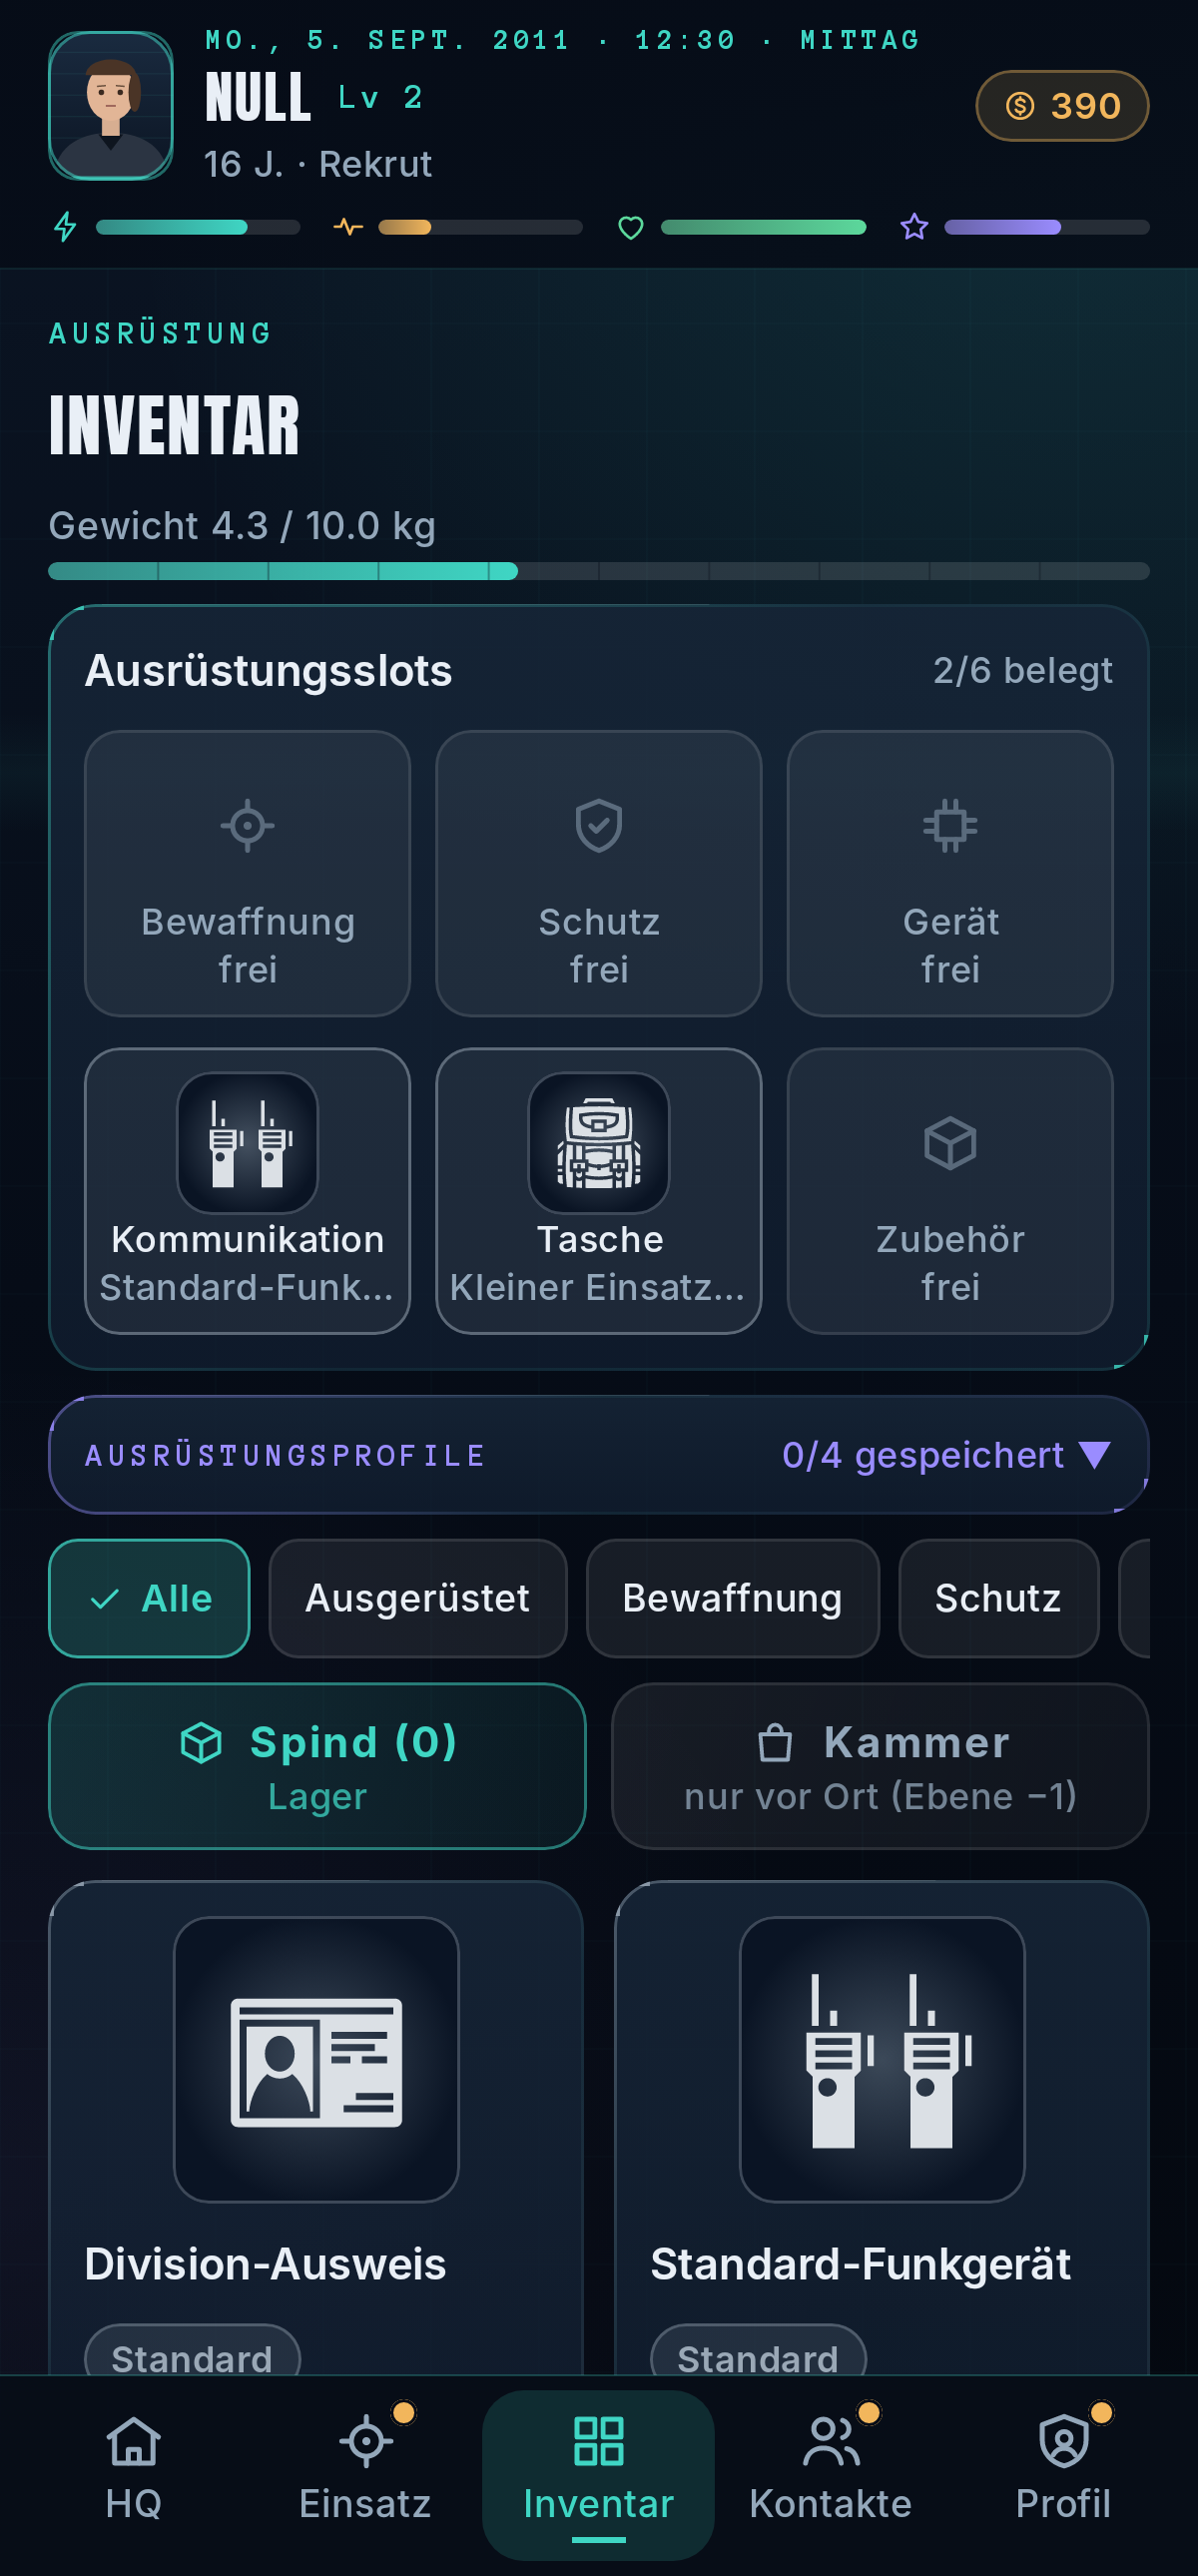 MO., 5. SEPT. 2011 · 12:30 · MITTAG
NULL Lv 2
390
16 J. · Rekrut
AUSRÜSTUNG
INVENTAR
Gewicht 4.3 / 10.0 kg
Ausrüstungsslots 2/6 belegt
Bewaffnung
frei
Schutz
frei
Gerät
frei
Kommunikation
Standard-Funk...
Tasche
Kleiner Einsatz...
Zubehör
frei
AUSRÜSTUNGSPROFILE 0/4 gespeichert ▼
Alle Ausgerüstet Bewaffnung Schutz
Spind (0)
Lager
Kammer
nur vor Ort (Ebene −1)
Division-Ausweis
Standard
Standard-Funkgerät
Standard
HQ Einsatz Inventar Kontakte Profil